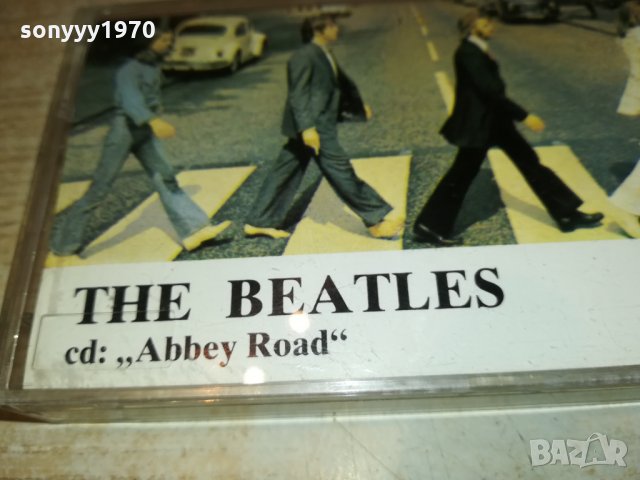 sonyyy1970
THE BEATLES
cd: „Abbey Road“
BAZAR